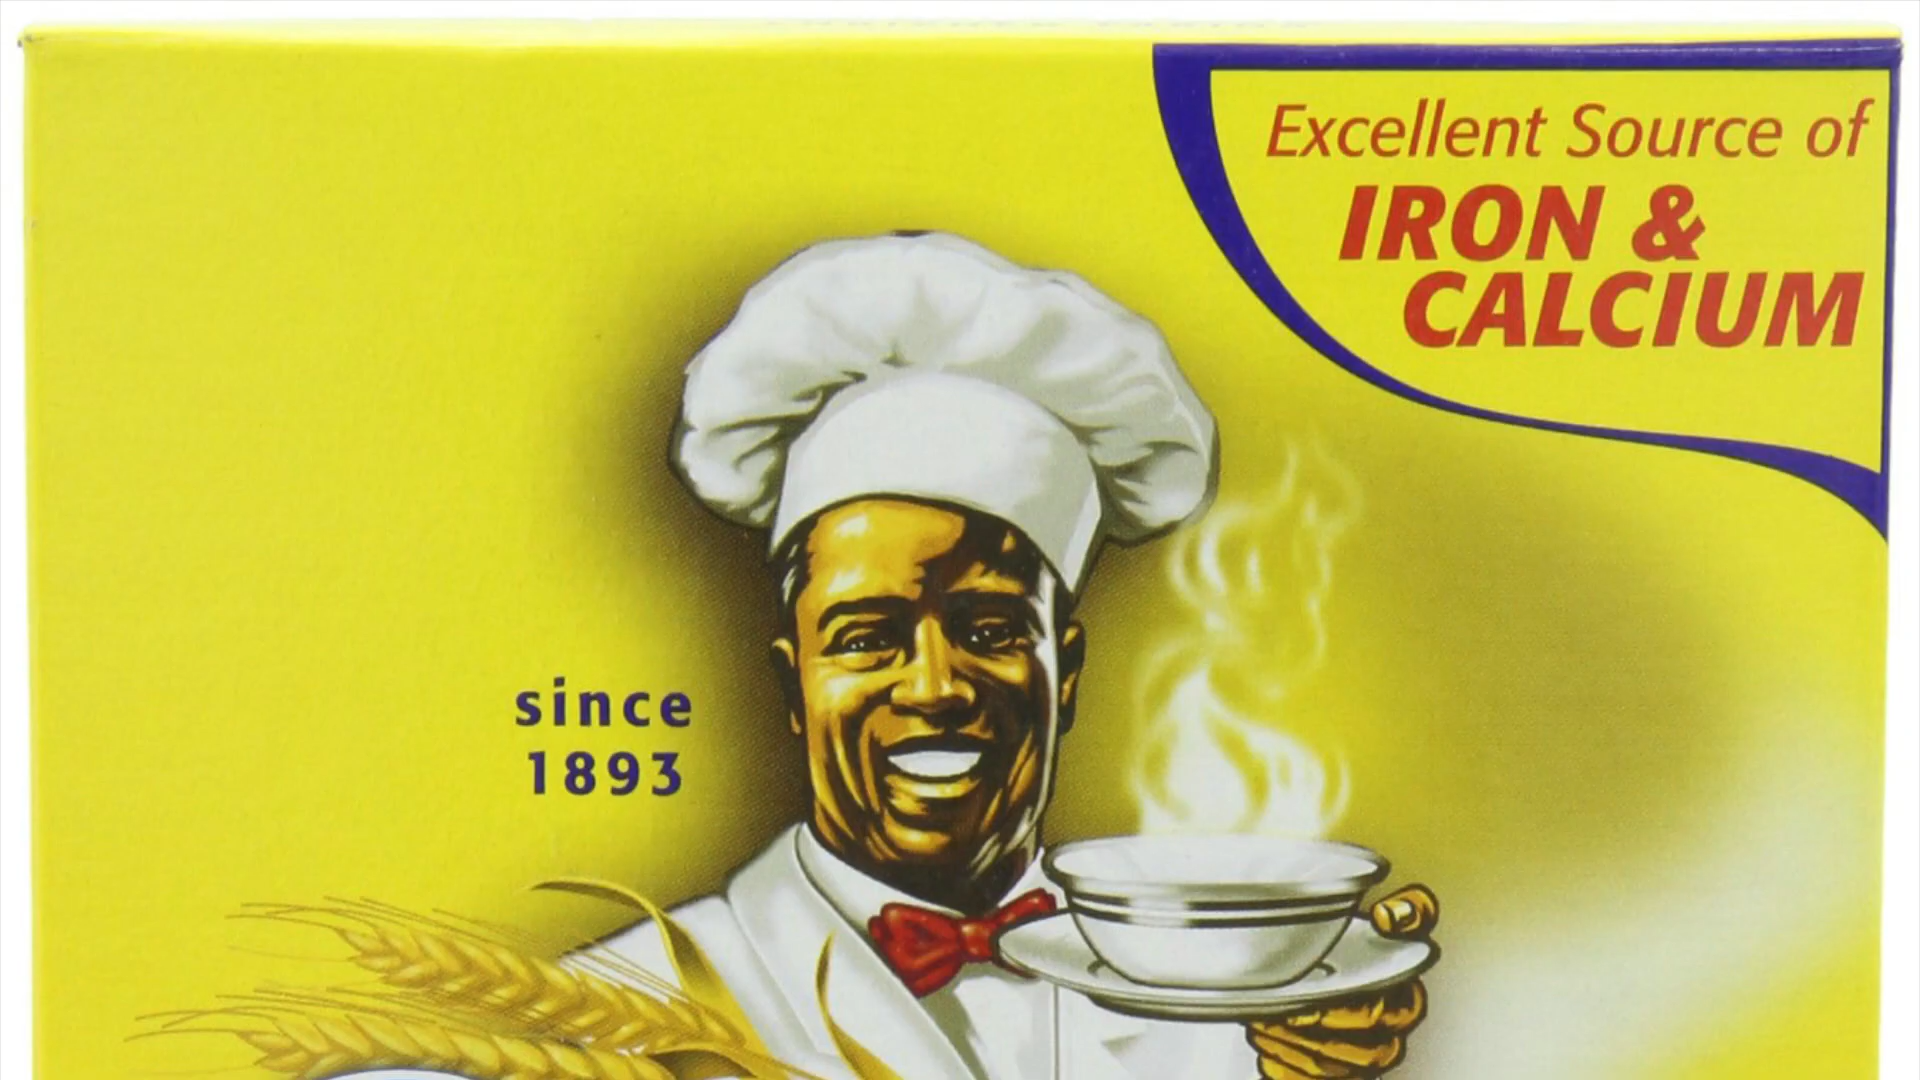 Excellent Source of
IRON &
CALCIUM
since
1893